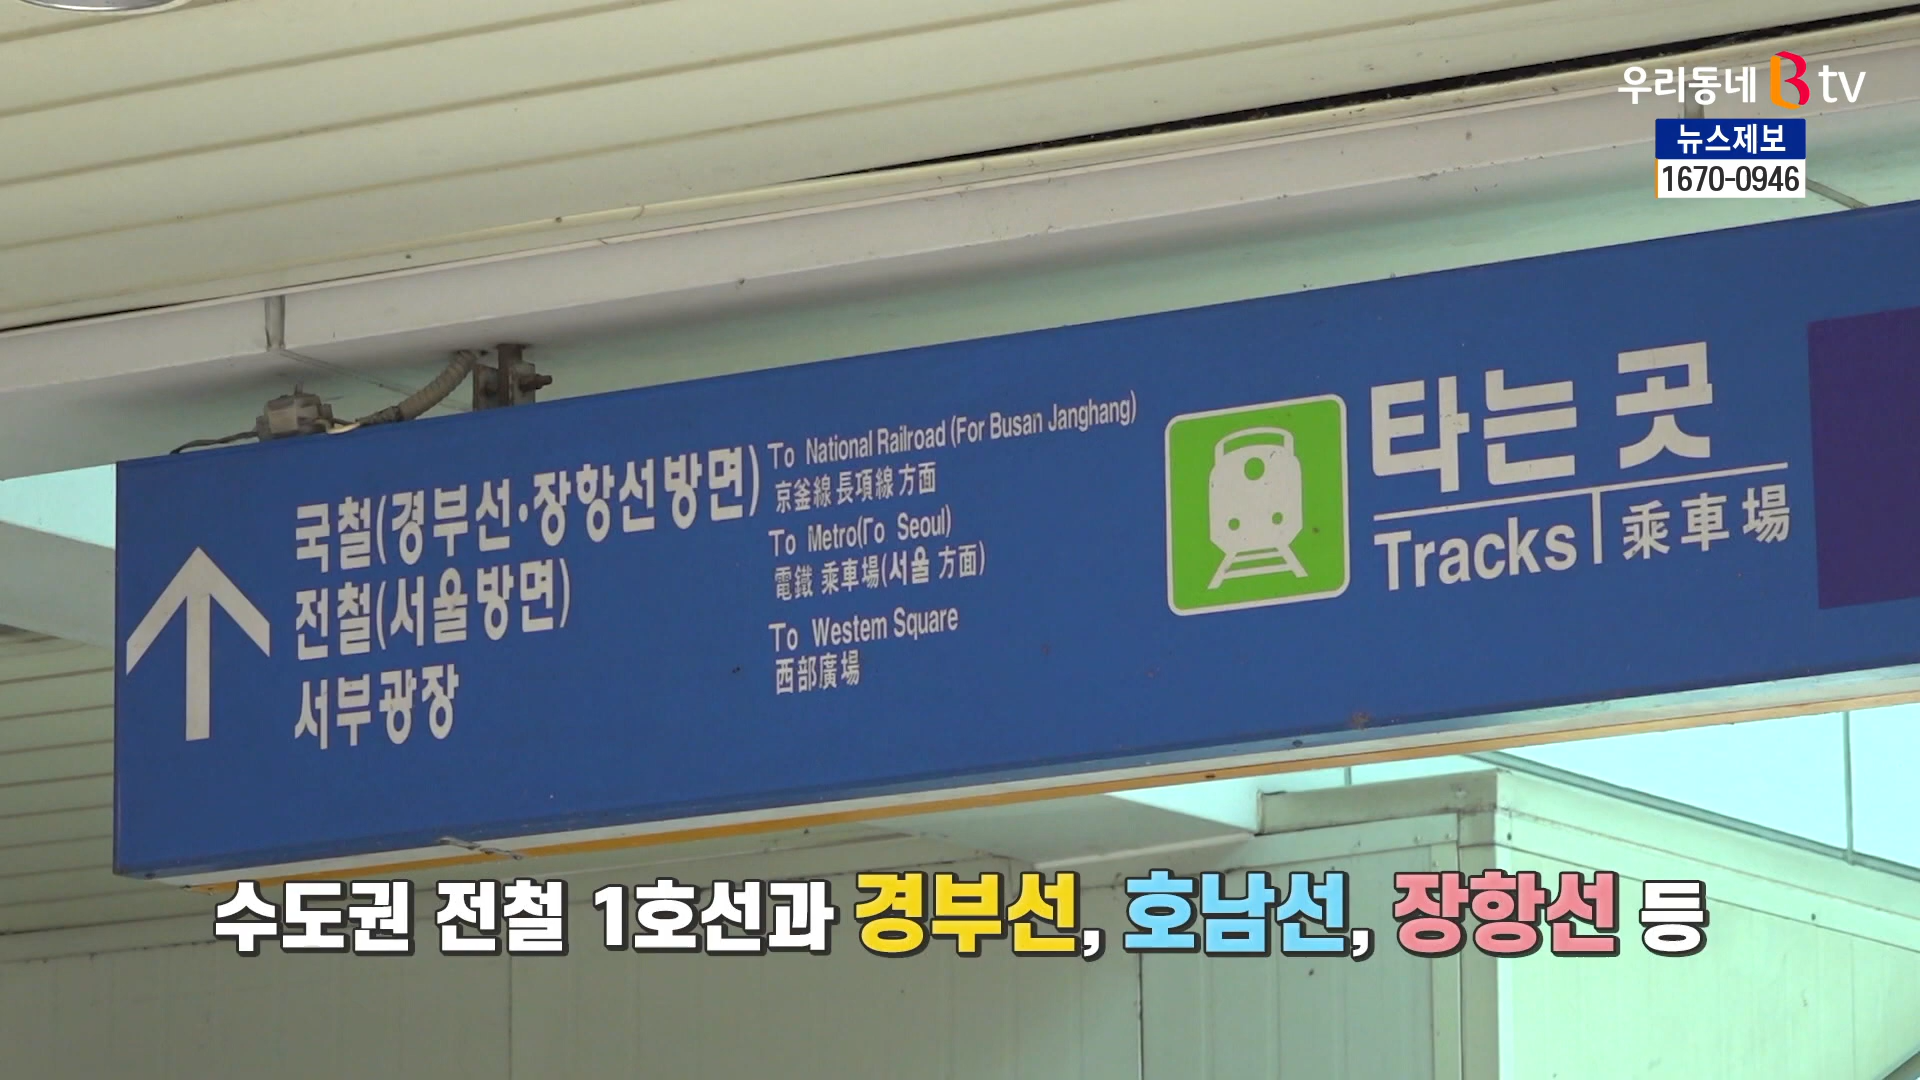 우리동네 B tv
뉴스제보
1670-0946
국철(경부선·장항선방면)
To National Railroad (For Busan Janghang)
京釜線 長項線 方面
전철(서울방면)
To Metro(To Seoul)
電鐵 乘車場(서울 方面)
서부광장
To Western Square
西部廣場
타는 곳
Tracks 乘車場
수도권 전철 1호선과 경부선, 호남선, 장항선 등